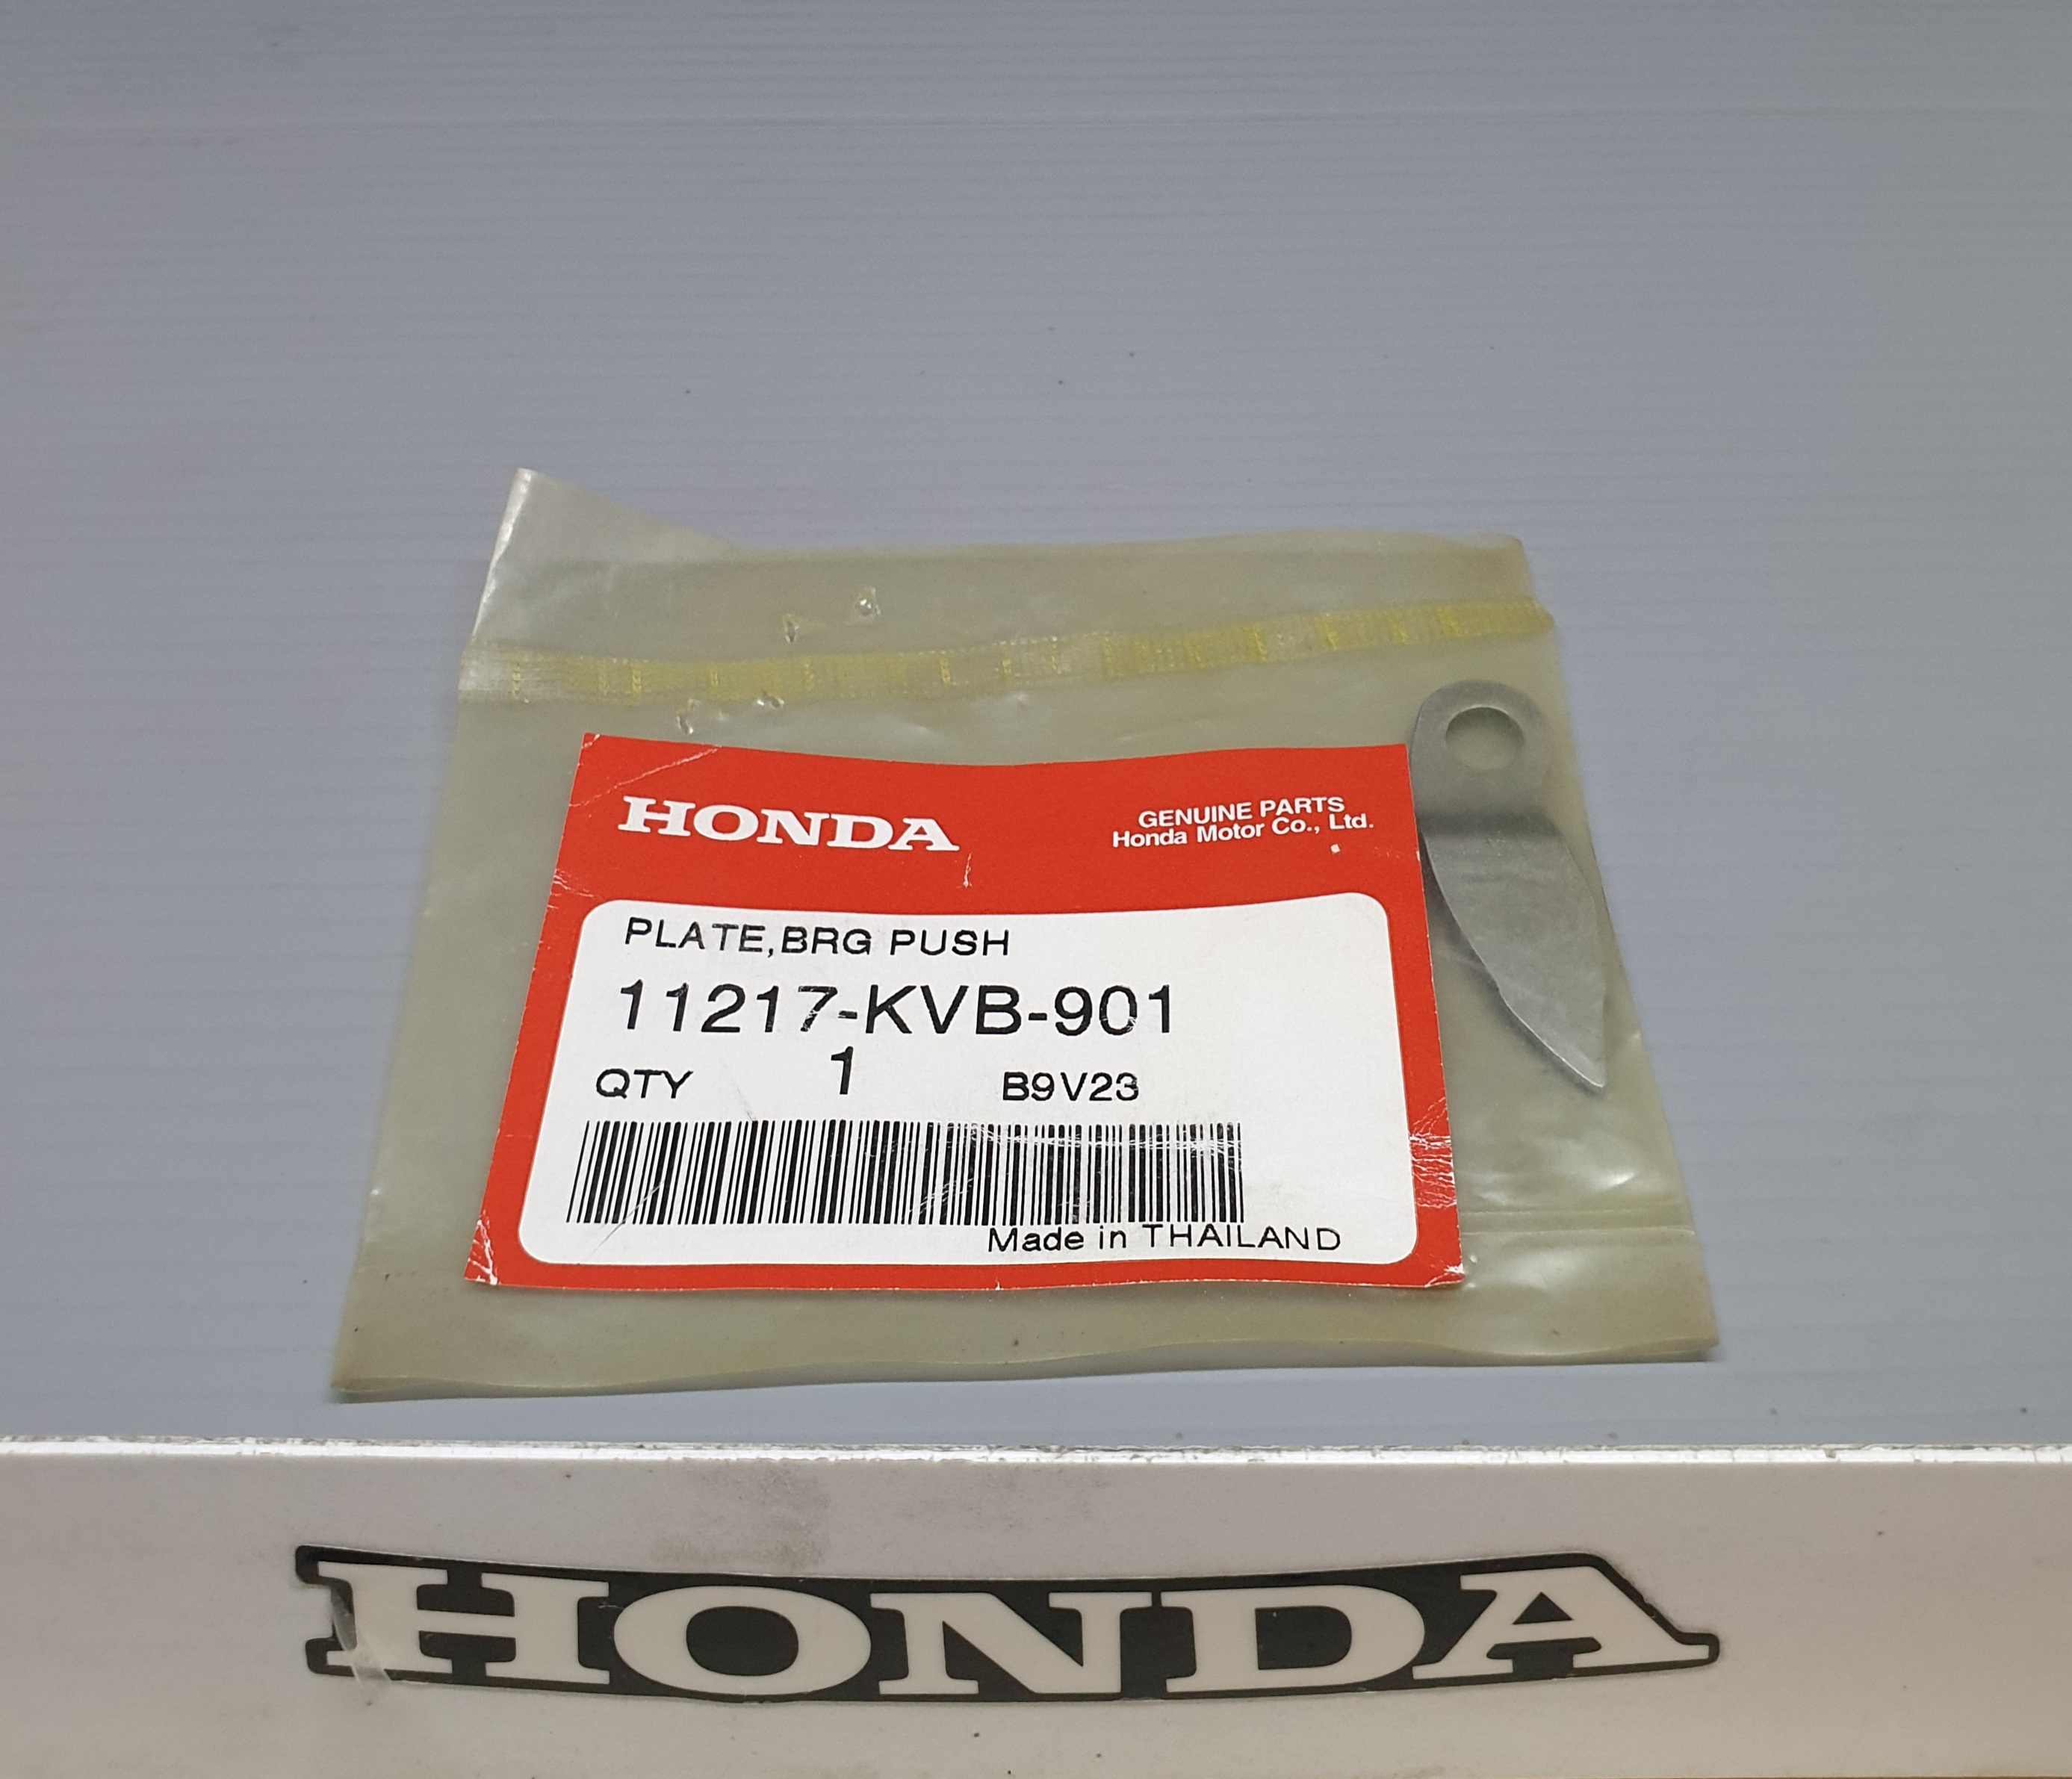 HONDA
GENUINE PARTS
Honda Motor Co., Ltd.
PLATE,BRG PUSH
11217-KVB-901
QTY 1 B9V23
Made in THAILAND
HONDA